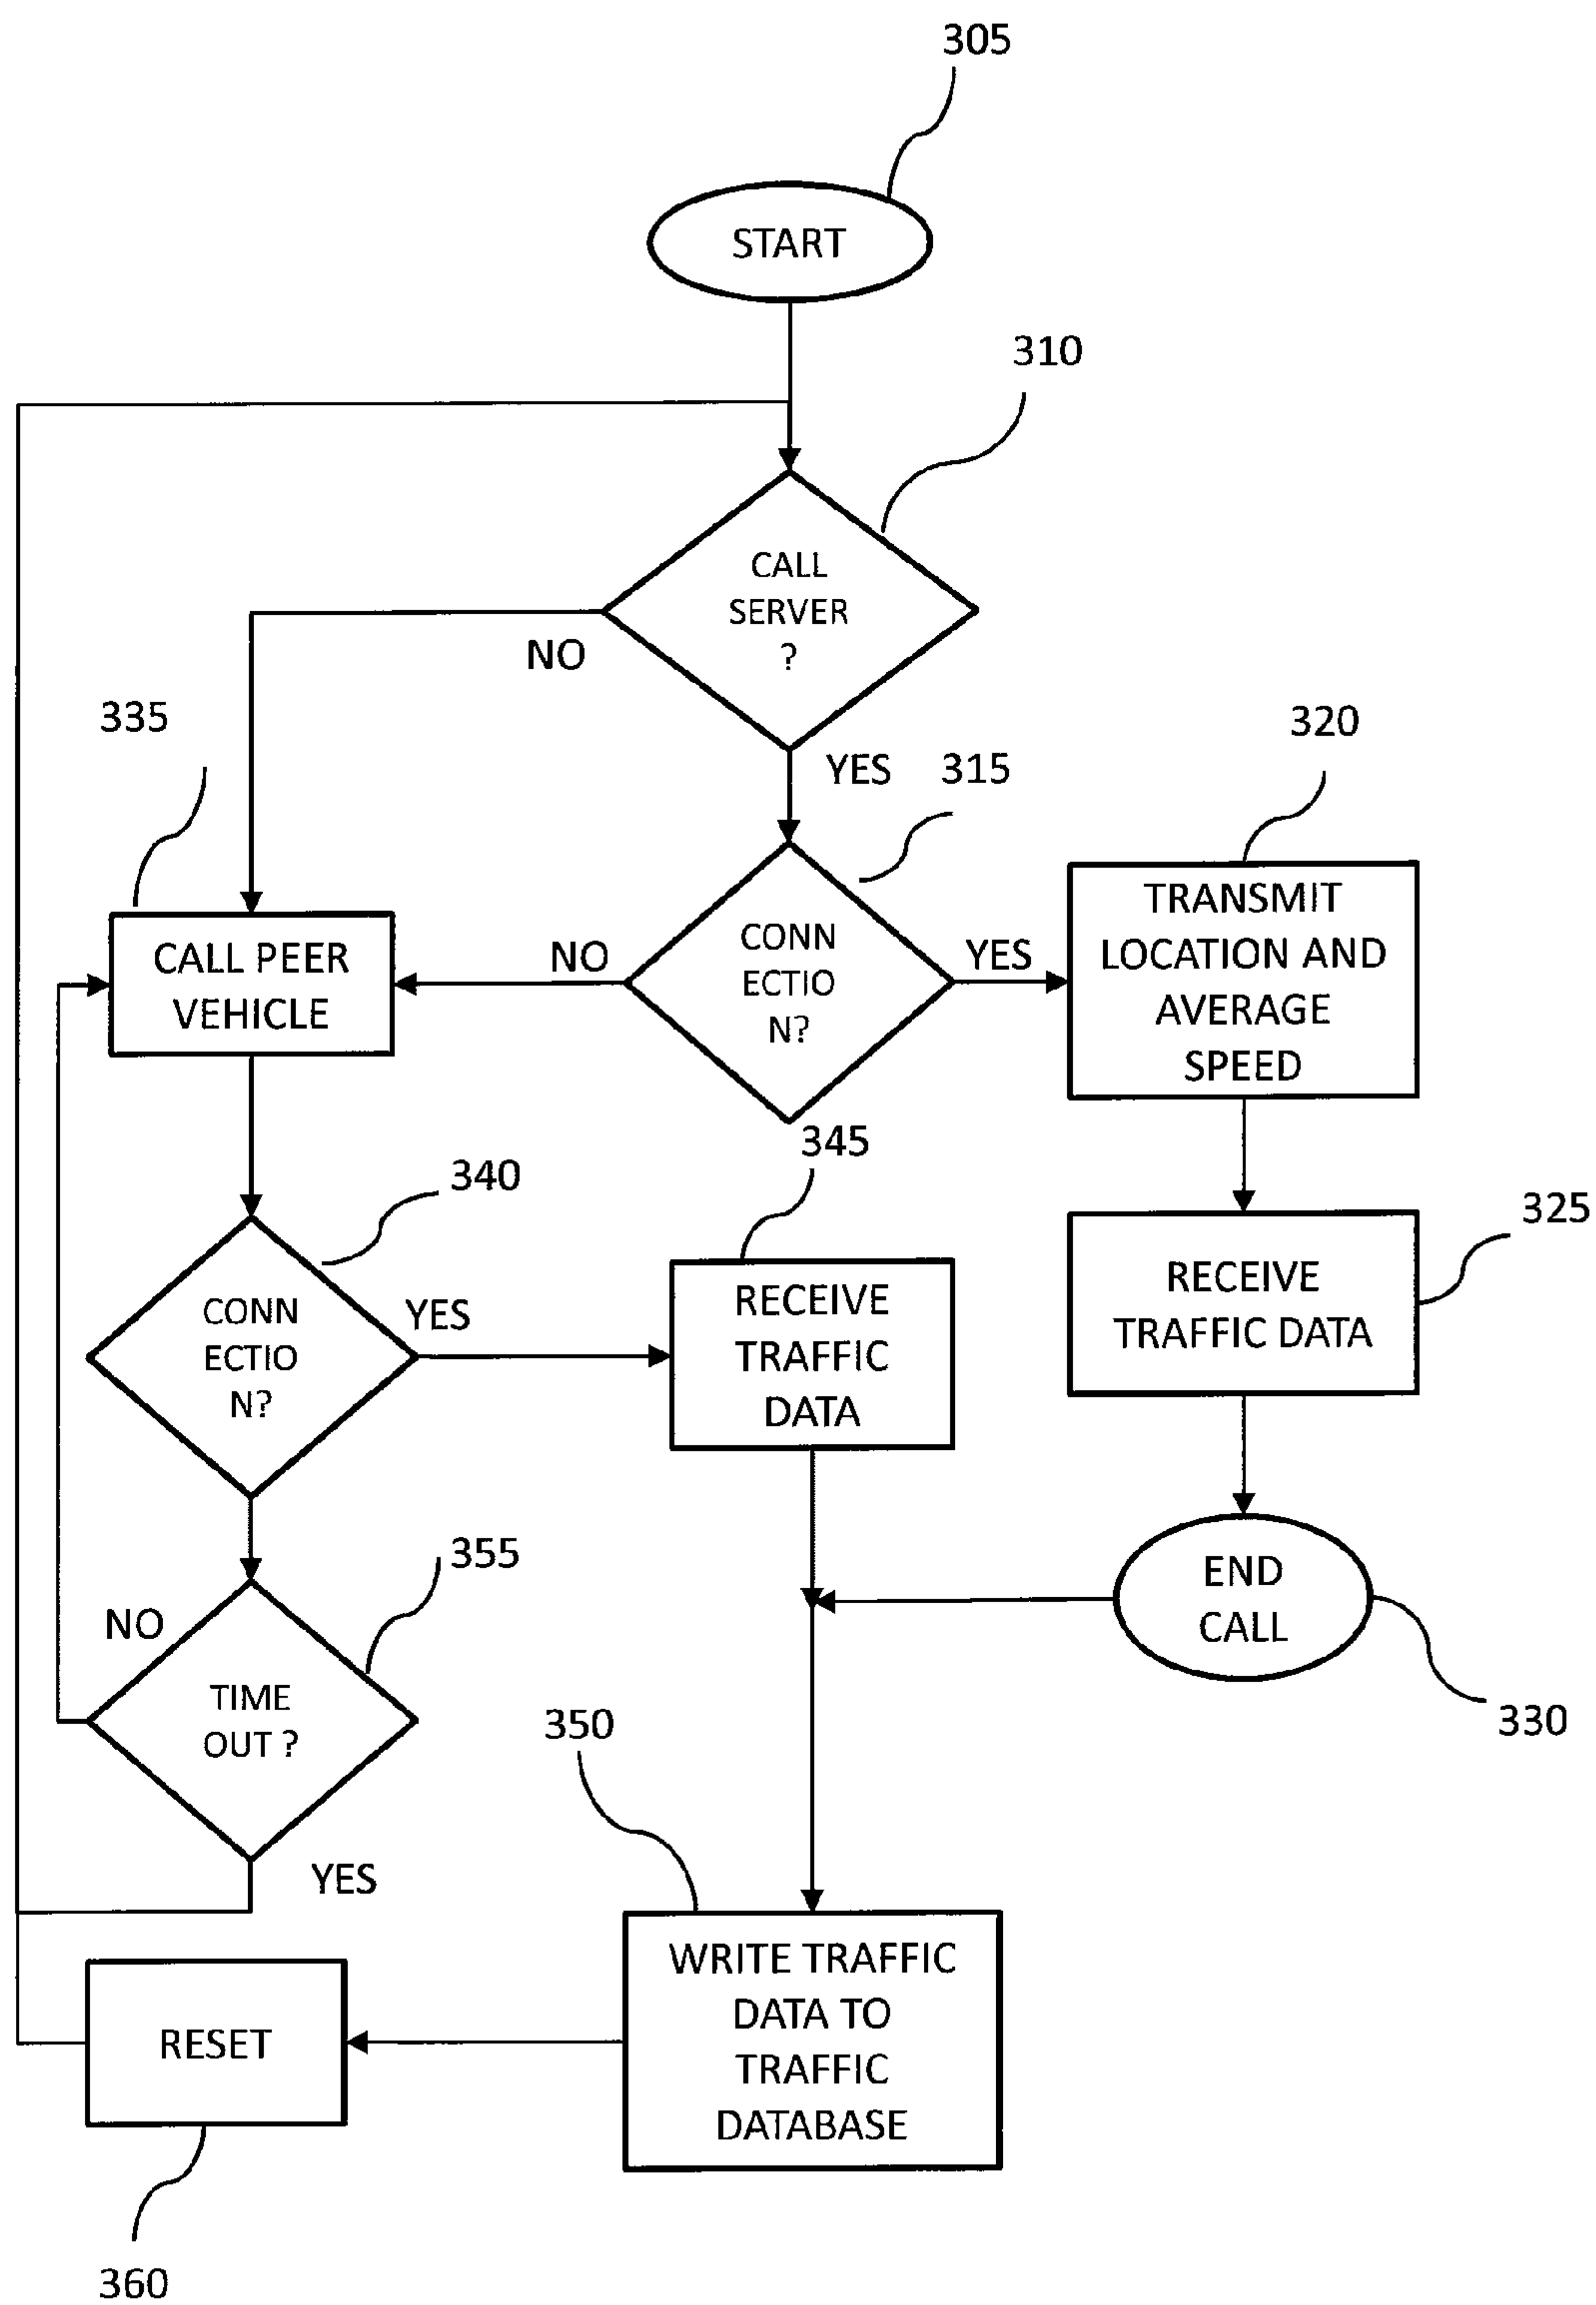 305
START
310
CALL
SERVER
?
NO
YES
335
315
320
CALL PEER
VEHICLE
NO
CONN
ECTIO
N?
YES
TRANSMIT
LOCATION AND
AVERAGE
SPEED
340
345
325
CONN
ECTIO
N?
YES
RECEIVE
TRAFFIC
DATA
RECEIVE
TRAFFIC DATA
355
NO
TIME
OUT ?
YES
END
CALL
330
350
WRITE TRAFFIC
DATA TO
TRAFFIC
DATABASE
RESET
360